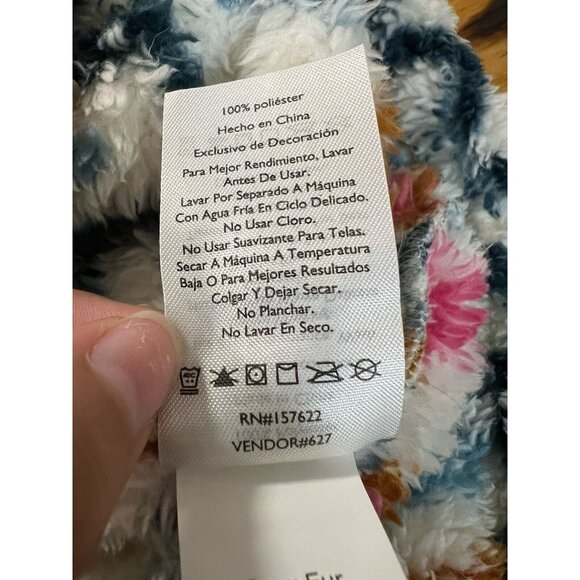 100% poliéster
Hecho en China
Exclusivo de Decoración
Para Mejor Rendimiento, Lavar
Antes De Usar.
Lavar Por Separado A Máquina
Con Agua Fría En Ciclo Delicado.
No Usar Cloro.
No Usar Suavizante Para Telas.
Secar A Máquina A Temperatura
Baja O Para Mejores Resultados
Colgar Y Dejar Secar.
No Planchar.
No Lavar En Seco.
40C
RN#157622
VENDOR#627